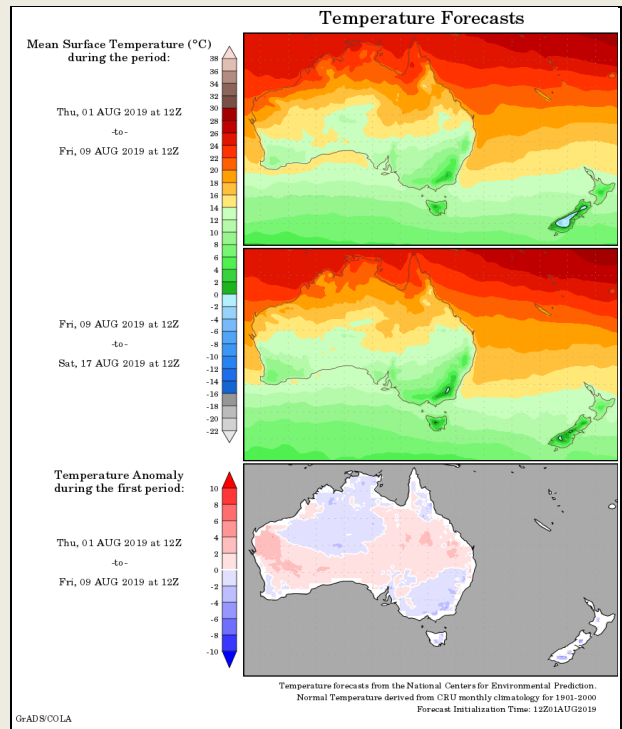 Temperature Forecasts
Mean Surface Temperature (°C)
during the period:
Thu, 01 AUG 2019 at 12Z
-to-
Fri, 09 AUG 2019 at 12Z
38
36
34
32
30
28
26
24
22
20
18
16
14
12
10
8
6
4
2
0
-2
-4
-6
-8
-10
-12
-14
-16
-18
-20
-22
Fri, 09 AUG 2019 at 12Z
-to-
Sat, 17 AUG 2019 at 12Z
Temperature Anomaly
during the first period:
Thu, 01 AUG 2019 at 12Z
-to-
Fri, 09 AUG 2019 at 12Z
10
8
6
4
2
0
-2
-4
-6
-8
-10
Temperature forecasts from the National Centers for Environmental Prediction.
Normal Temperature derived from CRU monthly climatology for 1901-2000
Forecast Initialization Time: 12Z01AUG2019
GrADS/COLA